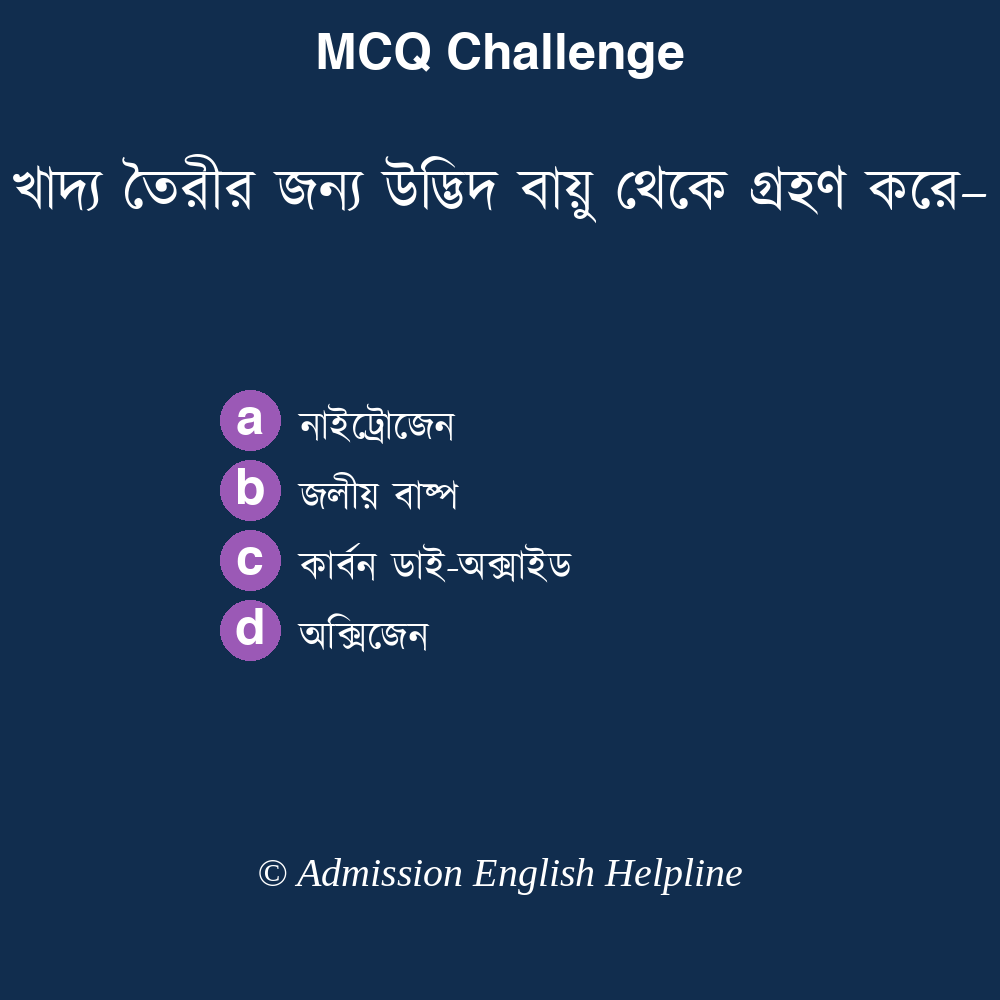 MCQ Challenge
খাদ্য তৈরীর জন্য উদ্ভিদ বায়ু থেকে গ্রহণ করে–
a নাইট্রোজেন
b জলীয় বাষ্প
c কার্বন ডাই-অক্সাইড
d অক্সিজেন
© Admission English Helpline